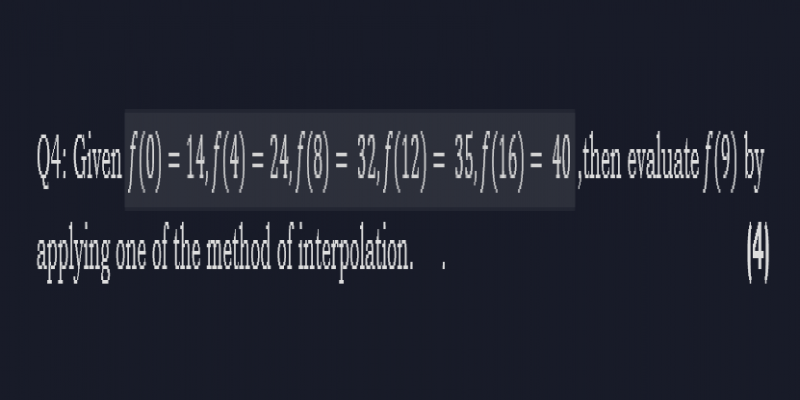 Q4: Given f(0) = 14, f(4) = 24, f(8) = 32, f(12) = 35, f(16) = 40 ,then evaluate f(9) by
applying one of the method of interpolation. . (4)